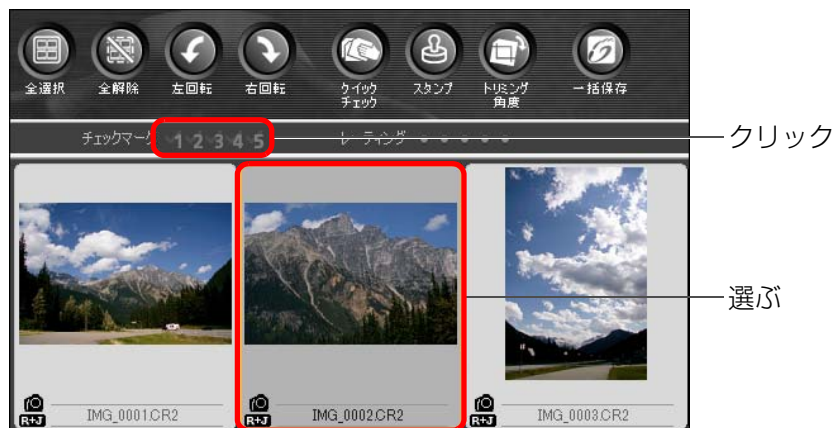 全選択 全解除 左回転 右回転 クイックチェック スタンプ トリミング角度 一括保存
チェックマーク 1 2 3 4 5 レーティング
クリック
選ぶ
R+J IMG_0001.CR2 R+J IMG_0002.CR2 R+J IMG_0003.CR2